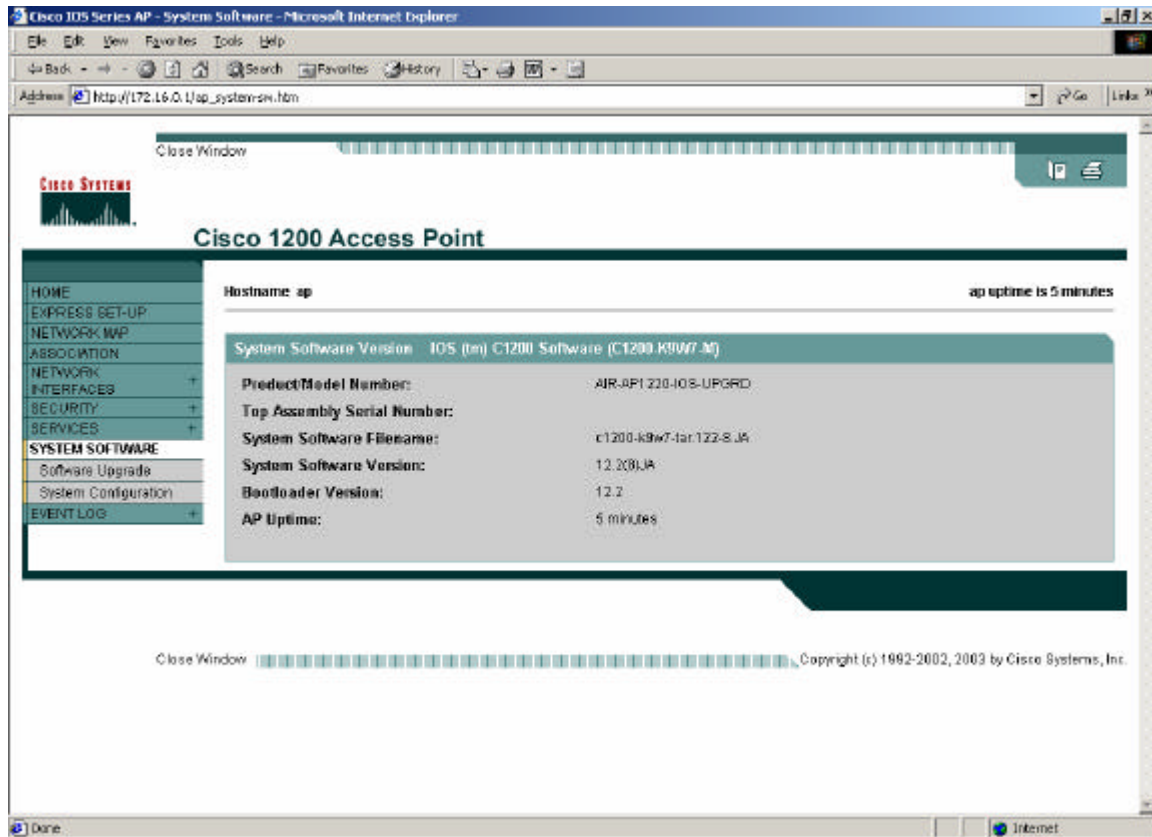 Cisco IOS Series AP - System Software - Microsoft Internet Explorer
File Edit View Favorites Tools Help
Back Search Favorites History
Address http://172.16.0.1/ap_system-sw.htm Go Links
Close Window
CISCO SYSTEMS
Cisco 1200 Access Point
HOME
EXPRESS SET-UP
NETWORK MAP
ASSOCIATION
NETWORK
INTERFACES +
SECURITY +
SERVICES +
SYSTEM SOFTWARE
Software Upgrade
System Configuration
EVENT LOG +
Hostname ap
ap uptime is 5 minutes
System Software Version IOS (tm) C1200 Software (C1200-K9W7-M)
Product/Model Number: AIR-AP1220-IOS-UPGRD
Top Assembly Serial Number:
System Software Filename: c1200-k9w7-tar.122-8.JA
System Software Version: 12.2(8)JA
Bootloader Version: 12.2
AP Uptime: 5 minutes
Close Window
Copyright (c) 1992-2002, 2003 by Cisco Systems, Inc.
Done
Internet